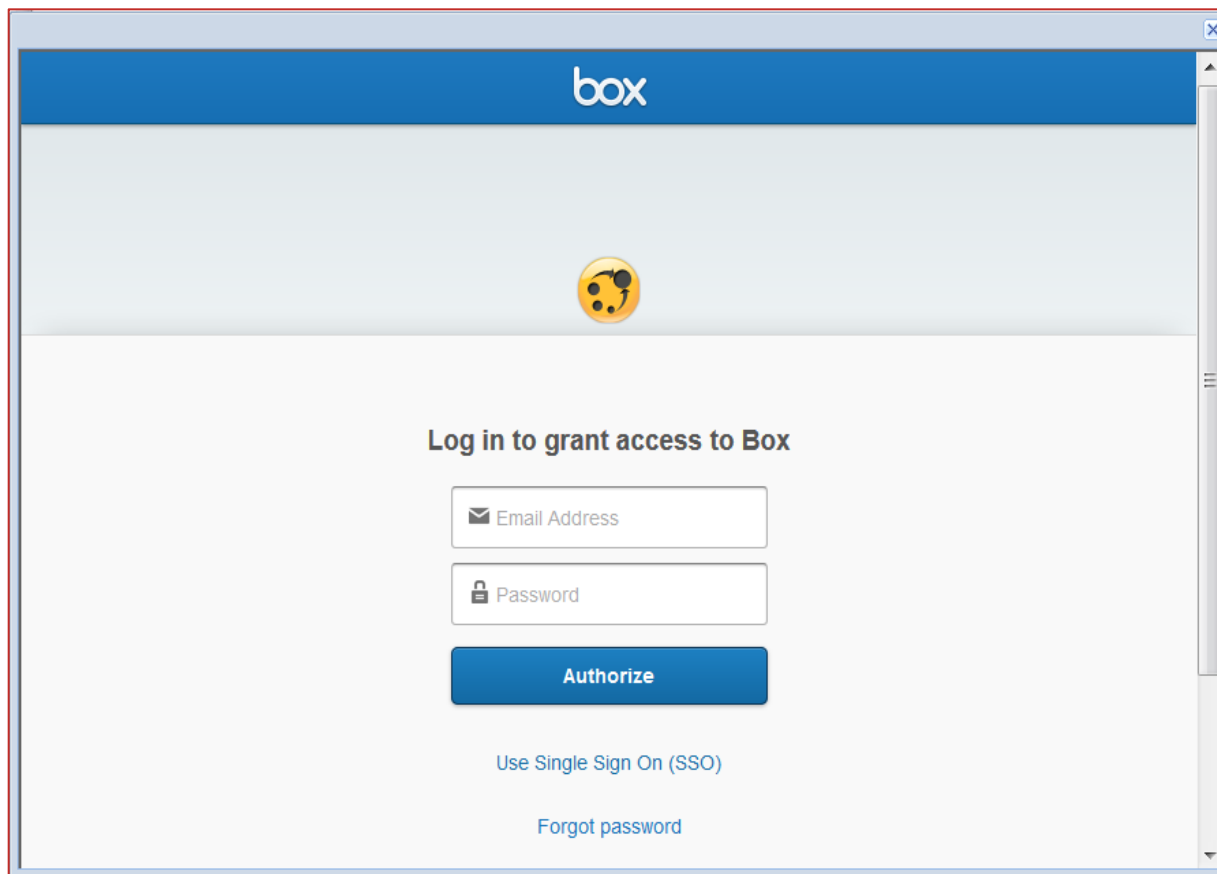 box
Log in to grant access to Box
Email Address
Password
Authorize
Use Single Sign On (SSO)
Forgot password